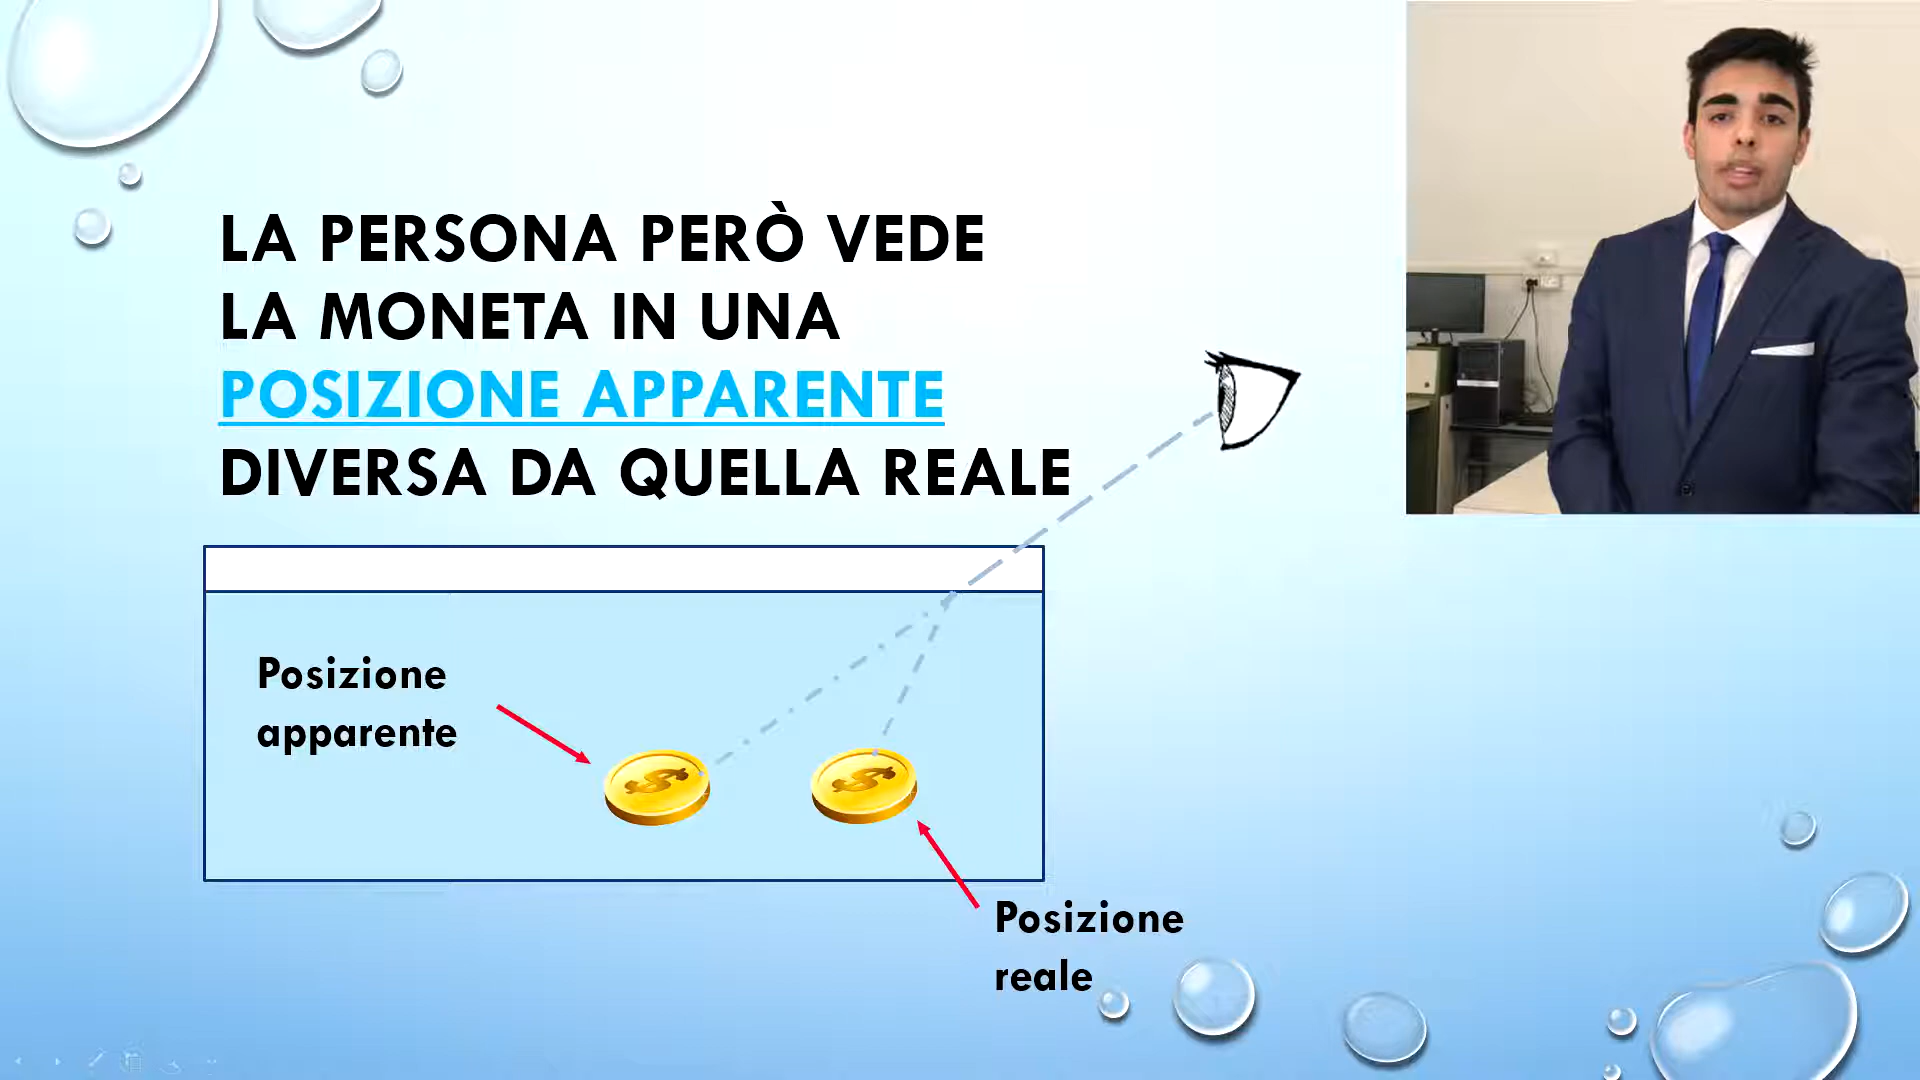 LA PERSONA PERÒ VEDE
LA MONETA IN UNA
POSIZIONE APPARENTE
DIVERSA DA QUELLA REALE
Posizione
apparente
Posizione
reale